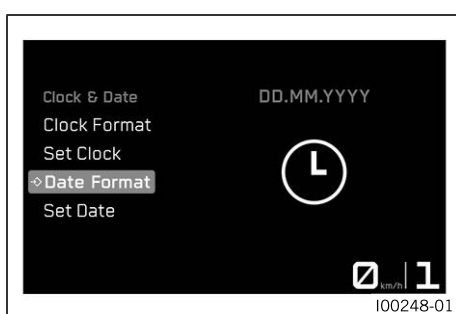 Clock & Date
DD.MM.YYYY
Clock Format
Set Clock
Date Format
Set Date
0 km/h 1
I00248-01